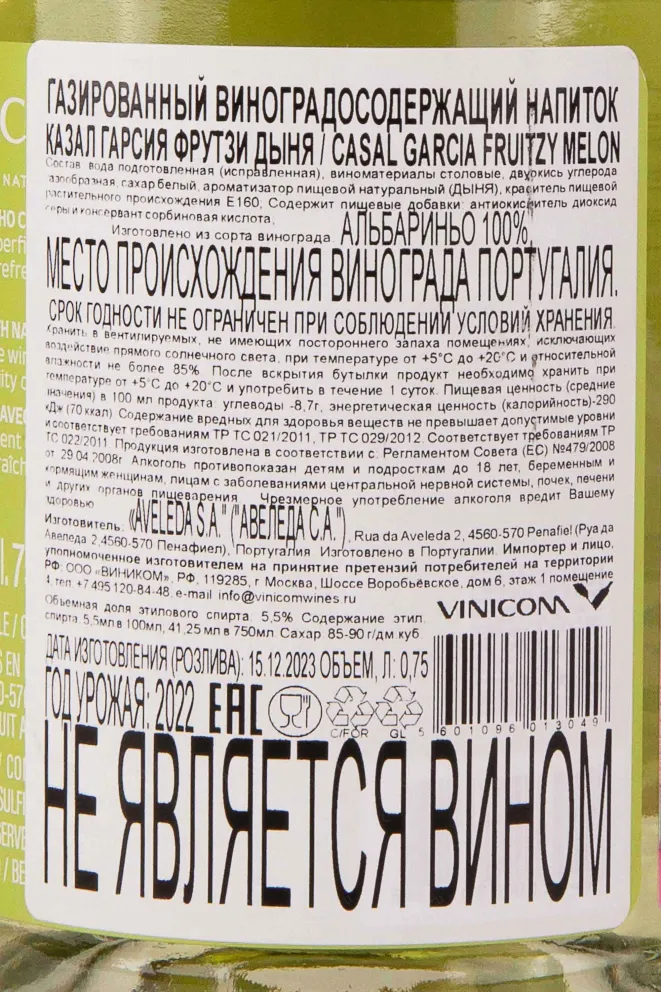 ГАЗИРОВАННЫЙ ВИНОГРАДОСОДЕРЖАЩИЙ НАПИТОК
КАЗАЛ ГАРСИЯ ФРУТЗИ ДЫНЯ / CASAL GARCIA FRUITZY MELON
Состав: вода подготовленная (исправленная), виноматериалы столовые, двуокись углерода
газообразная, сахар белый, ароматизатор пищевой натуральный (ДЫНЯ), краситель пищевой
растительного происхождения Е160; Содержит пищевые добавки: антиокислитель диоксид
серы и консервант сорбиновая кислота;
Изготовлено из сорта винограда: АЛЬБАРИНЬО 100%,
МЕСТО ПРОИСХОЖДЕНИЯ ВИНОГРАДА ПОРТУГАЛИЯ.
СРОК ГОДНОСТИ НЕ ОГРАНИЧЕН ПРИ СОБЛЮДЕНИИ УСЛОВИЙ ХРАНЕНИЯ.
Хранить в вентилируемых, не имеющих постороннего запаха помещениях, исключающих
воздействие прямого солнечного света, при температуре от +5°С до +20°С и относительной
влажности не более 85%. После вскрытия бутылки продукт необходимо хранить при
температуре от +5°С до +20°С и употребить в течение 1 суток. Пищевая ценность (средние
значения) в 100 мл продукта: углеводы -8,7г, энергетическая ценность (калорийность)-290
кДж (70 ккал) Содержание вредных для здоровья веществ не превышает допустимые уровни
и соответствует требованиям ТР ТС 021/2011, ТР ТС 029/2012. Соответствует требованиям ТР
ТС 022/2011. Продукция изготовлена в соответствии с. Регламентом Совета (ЕС) №479/2008
от 29.04.2008г. Алкоголь противопоказан детям и подросткам до 18 лет, беременным и
кормящим женщинам, лицам с заболеваниями центральной нервной системы, почек, печени
и других органов пищеварения. Чрезмерное употребление алкоголя вредит Вашему
здоровью
Изготовитель: «AVELEDA S.A." ("АВЕЛЕДА С.А."), Rua da Aveleda 2, 4560-570 Penafiel (Руа да
Авеледа 2,4560-570 Пенафиел), Португалия. Изготовлено в Португалии. Импортер и лицо,
уполномоченное изготовителем на принятие претензий потребителей на территории
РФ: ООО «ВИНИКОМ», РФ, 119285, г. Москва, Шоссе Воробьёвское, дом 6, этаж 1 помещение
4, тел. +7 495 120-84-48, e-mail info@vinicomwines.ru
Объемная доля этилового спирта: 5,5% Содержание этил.
спирта: 5,5мл в 100мл, 41,25 мл в 750мл. Сахар 85-90 г/дм куб
VINICOM
ДАТА ИЗГОТОВЛЕНИЯ (РОЗЛИВА): 15.12.2023 ОБЪЕМ, Л: 0,75
ГОД УРОЖАЯ: 2022 EAC
C/FOR GL 5 601096 013049
НЕ ЯВЛЯЕТСЯ ВИНОМ